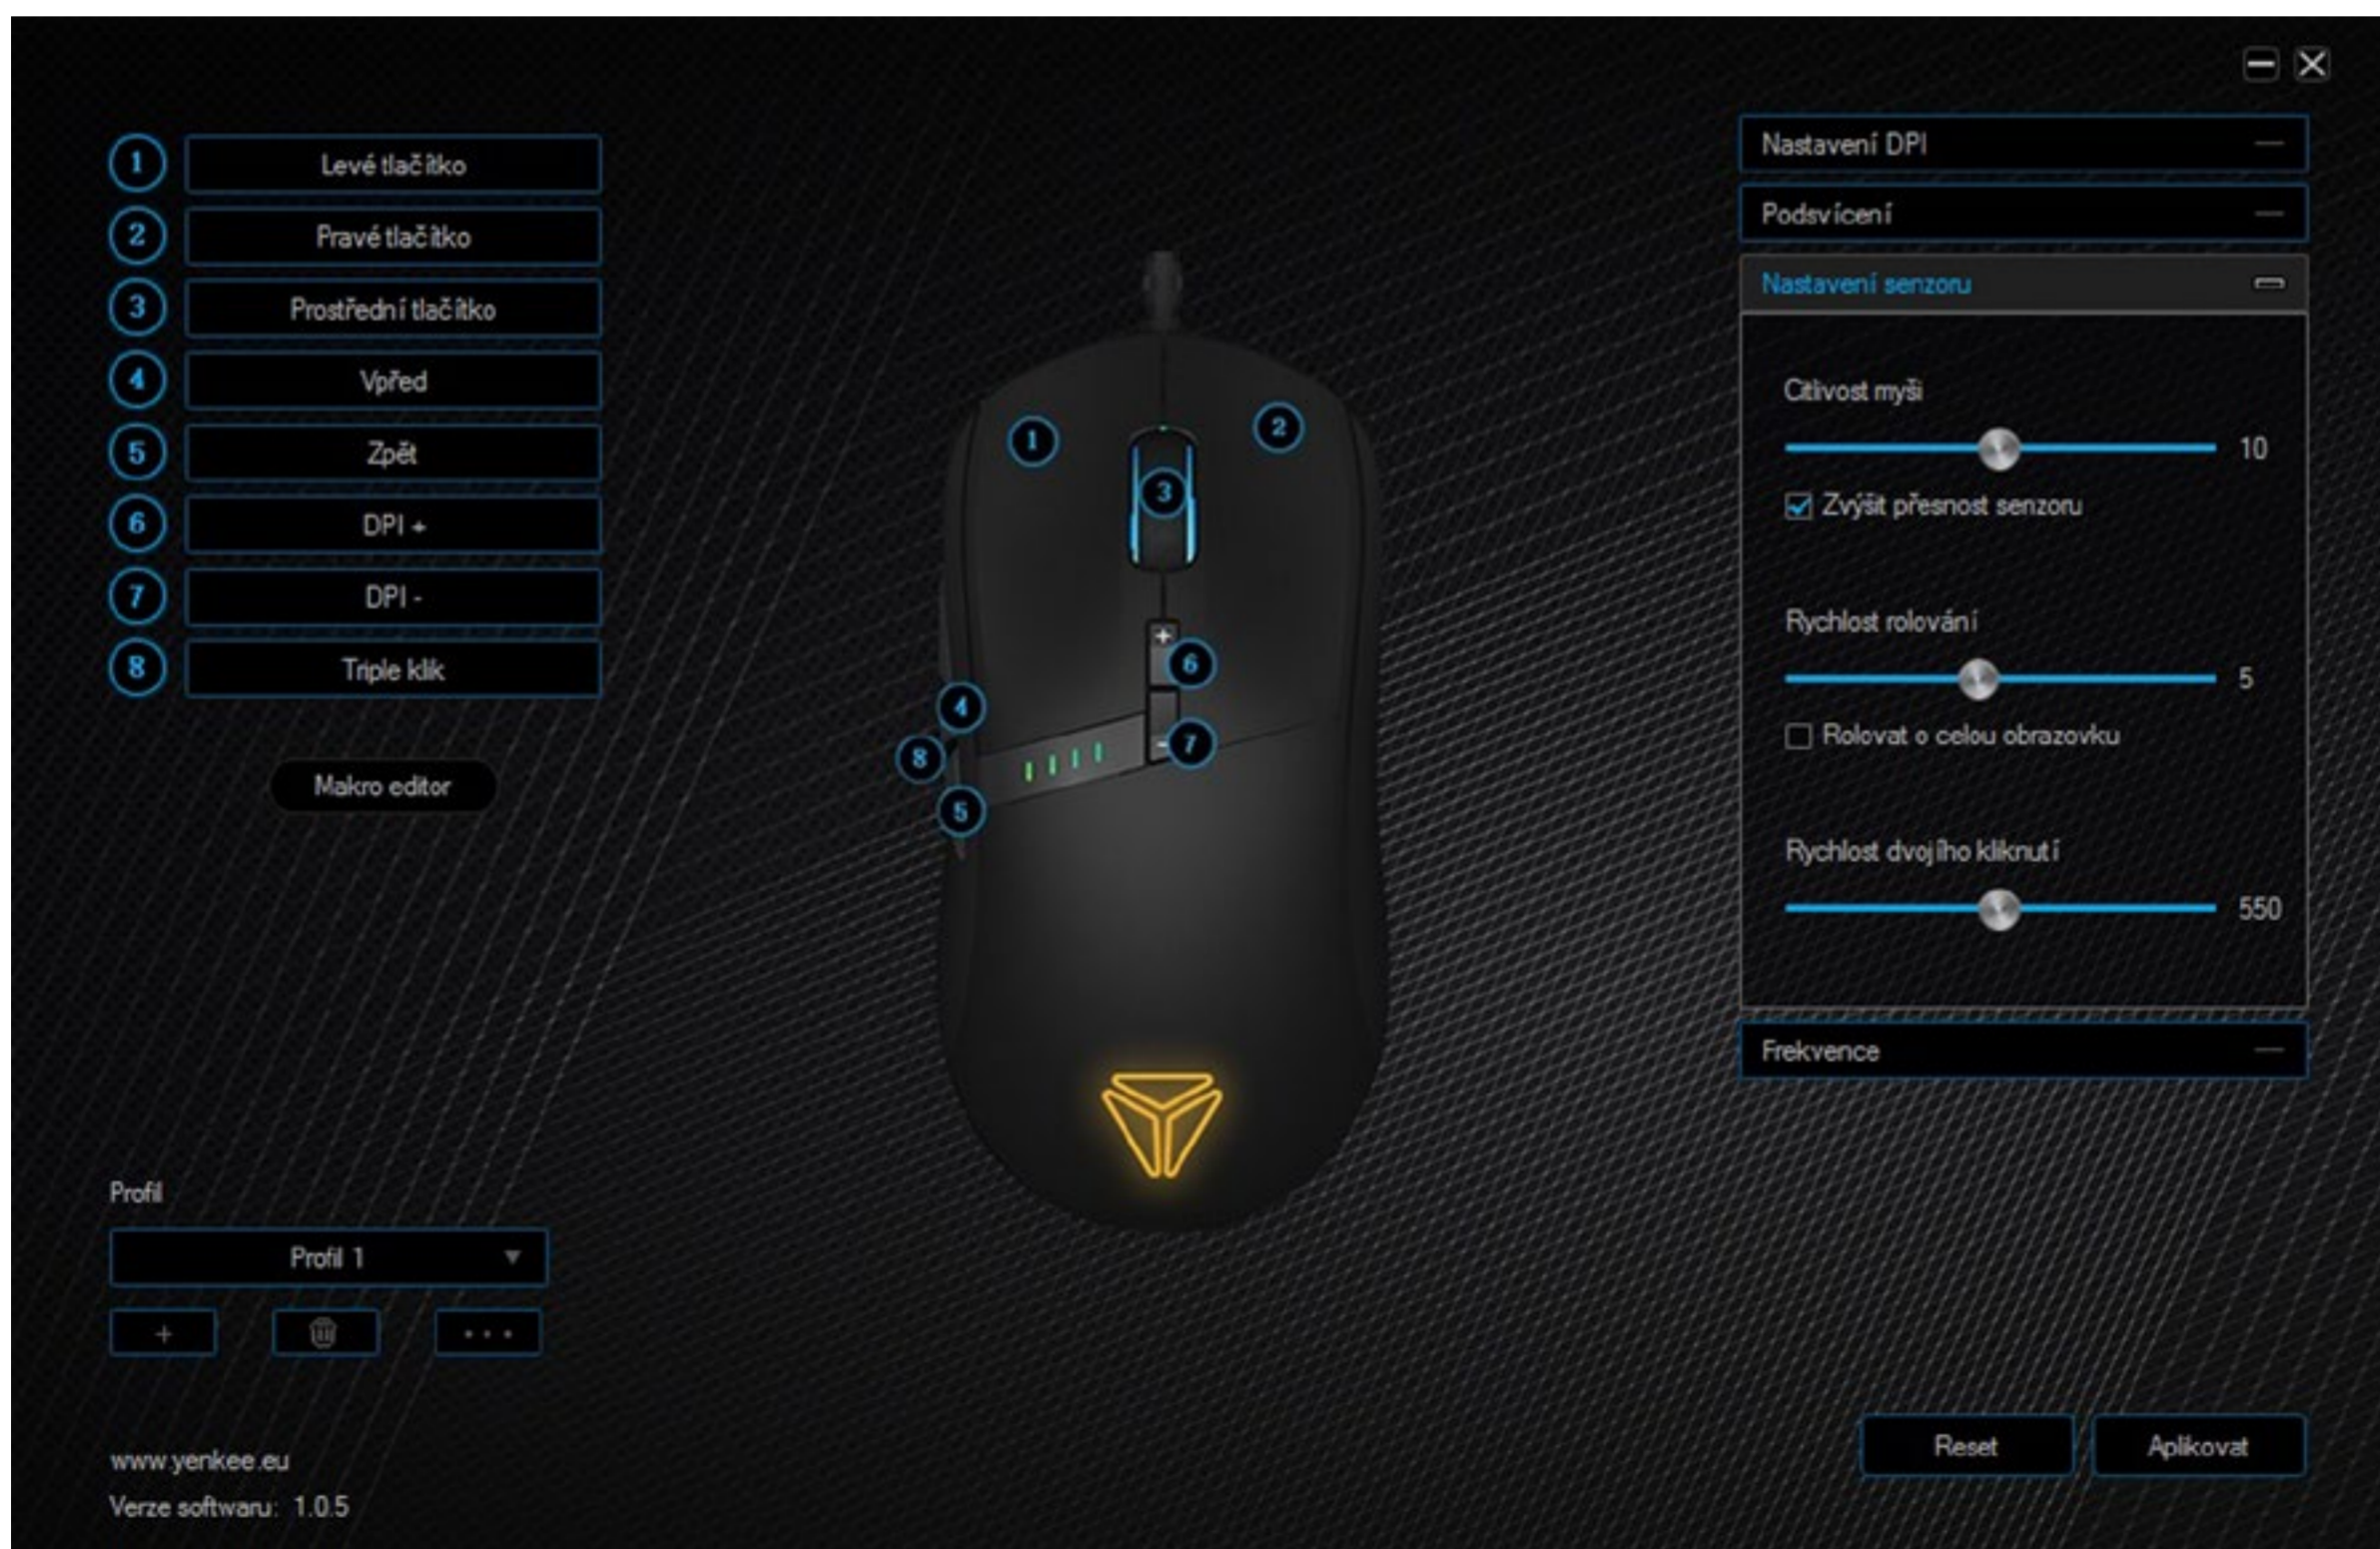 1 Levé tlačítko
2 Pravé tlačítko
3 Prostřední tlačítko
4 Vpřed
5 Zpět
6 DPI +
7 DPI -
8 Triple klik
Makro editor
Profil
Profil 1
+
...
www.yenkee.eu
Verze softwaru: 1.0.5
1
2
3
+
6
4
8
- 7
5
Nastavení DPI
Podsvícení
Nastavení senzoru
Citlivost myši
10
Zvýšit přesnost senzoru
Rychlost rolování
5
Rolovat o celou obrazovku
Rychlost dvojího kliknutí
550
Frekvence
Reset
Aplikovat